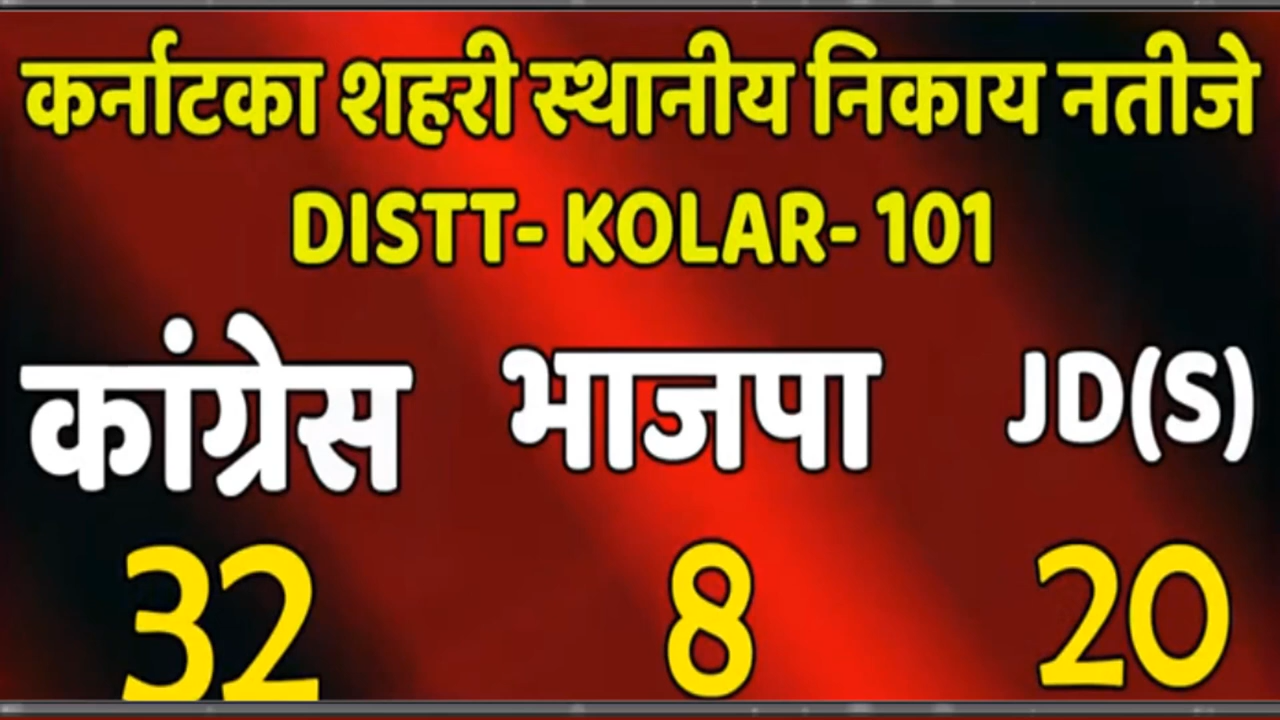 कर्नाटका शहरी स्थानीय निकाय नतीजे
DISTT- KOLAR- 101
कांग्रेस भाजपा JD(S)
32 8 20